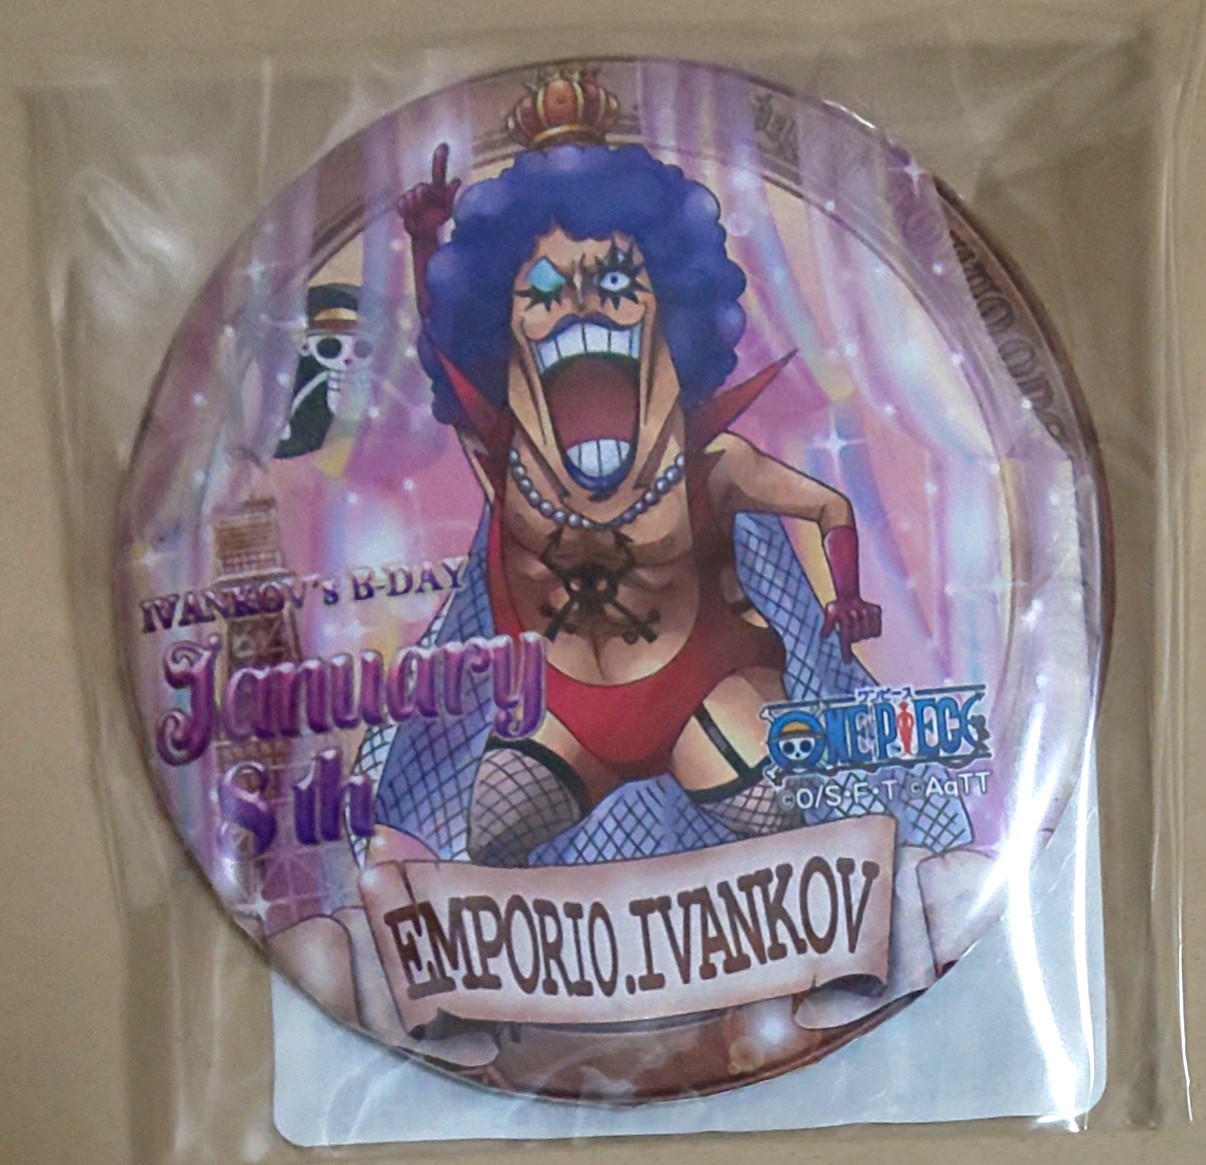 IVANKOV's B-DAY
January
8th
ワンピース
ONE PIECE
©O/S・F・T ©AqTT
EMPORIO.IVANKOV